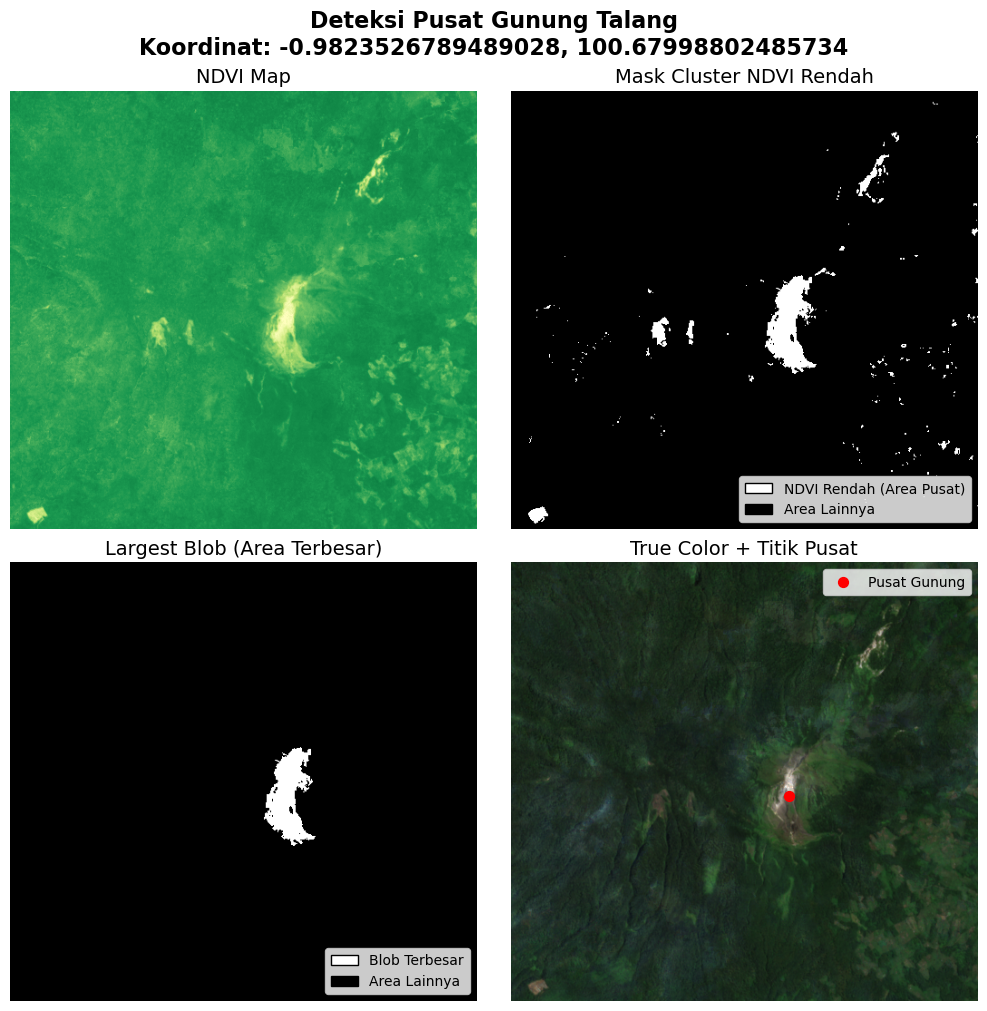 Deteksi Pusat Gunung Talang
Koordinat: -0.9823526789489028, 100.67998802485734
NDVI Map
Mask Cluster NDVI Rendah
NDVI Rendah (Area Pusat)
Area Lainnya
Largest Blob (Area Terbesar)
True Color + Titik Pusat
Pusat Gunung
Blob Terbesar
Area Lainnya